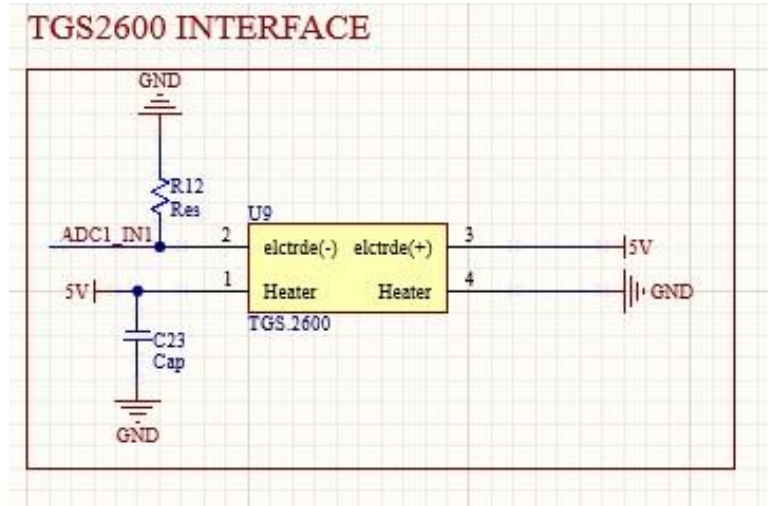 TGS2600 INTERFACE
GND
R12
Res
U9
ADC1_IN1
2
elctrde(-)
elctrde(+)
3
5V
5V
1
Heater
Heater
4
GND
TGS.2600
C23
Cap
GND